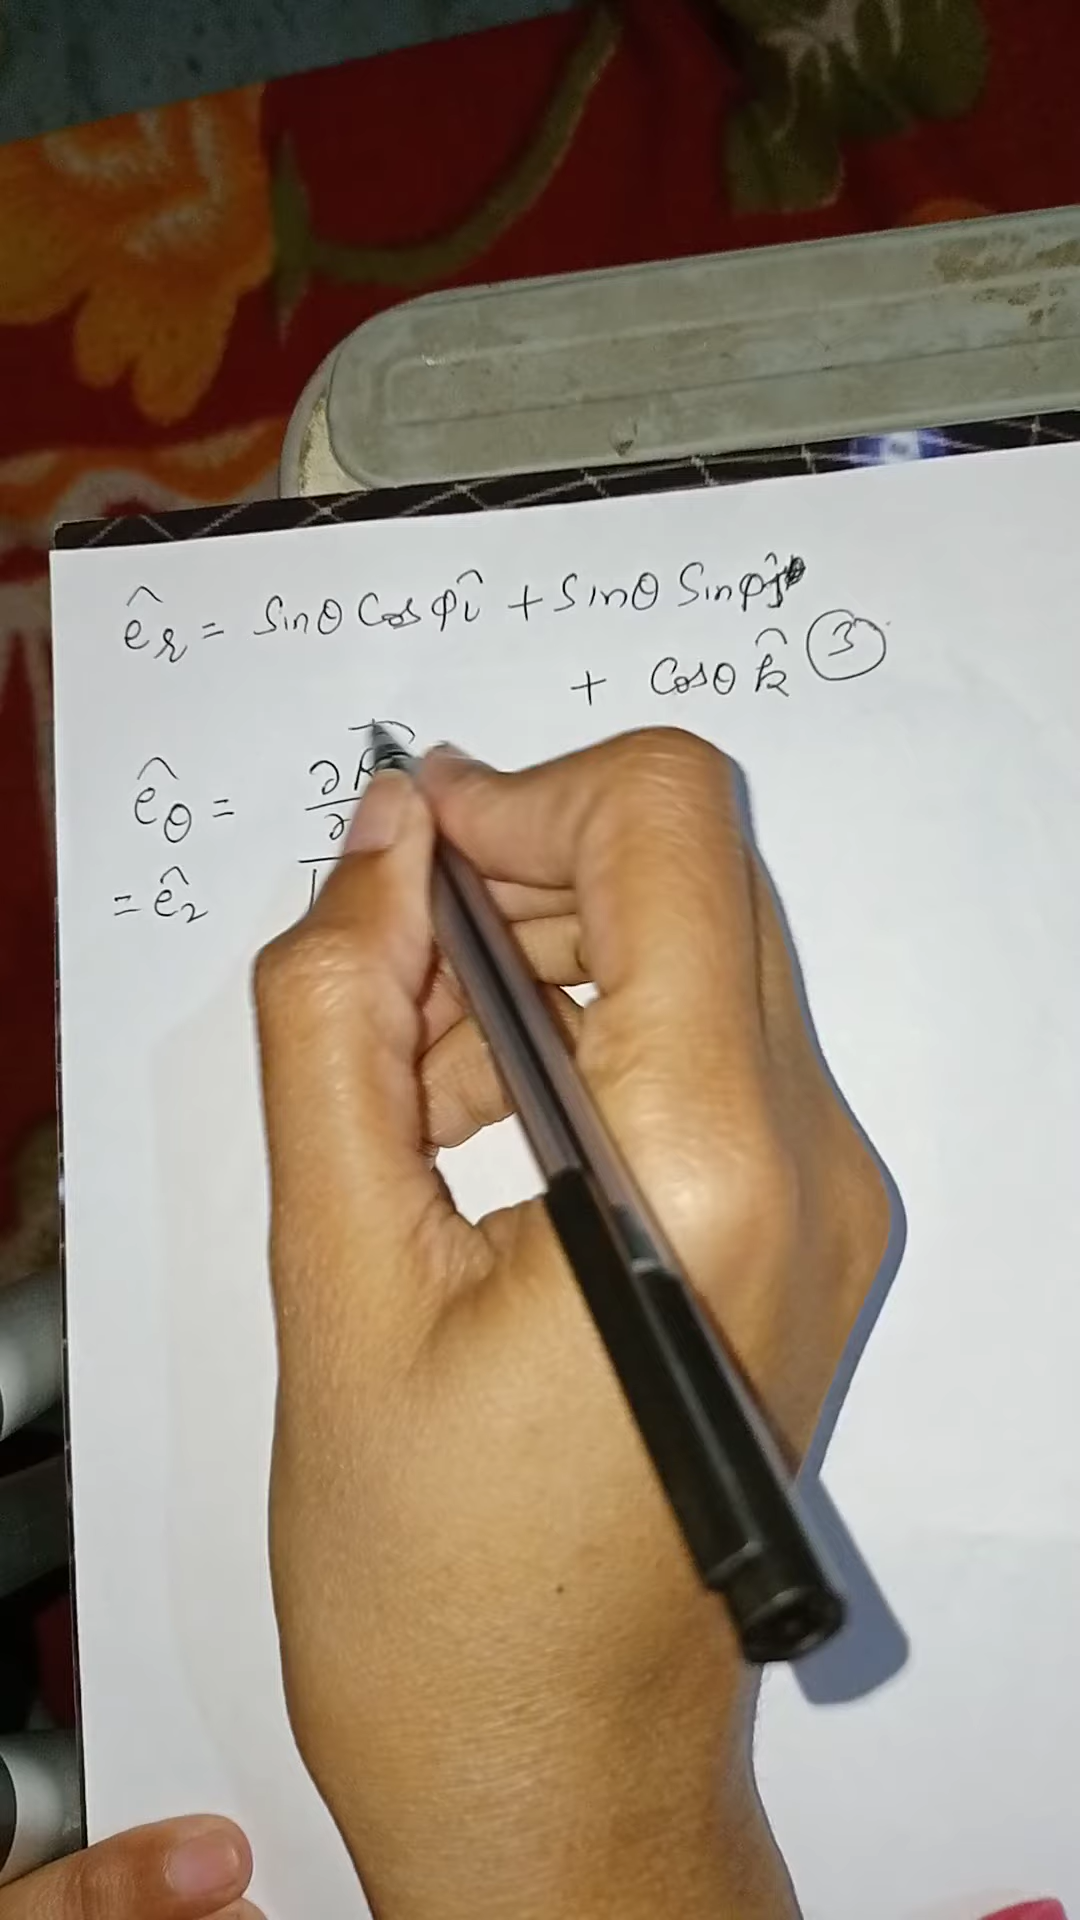 ê_r = Sinθ Cosφ î + Sinθ Sinφ ĵ
+ Cosθ k̂ (3)
ê_θ = ∂R
∂
= ê_2